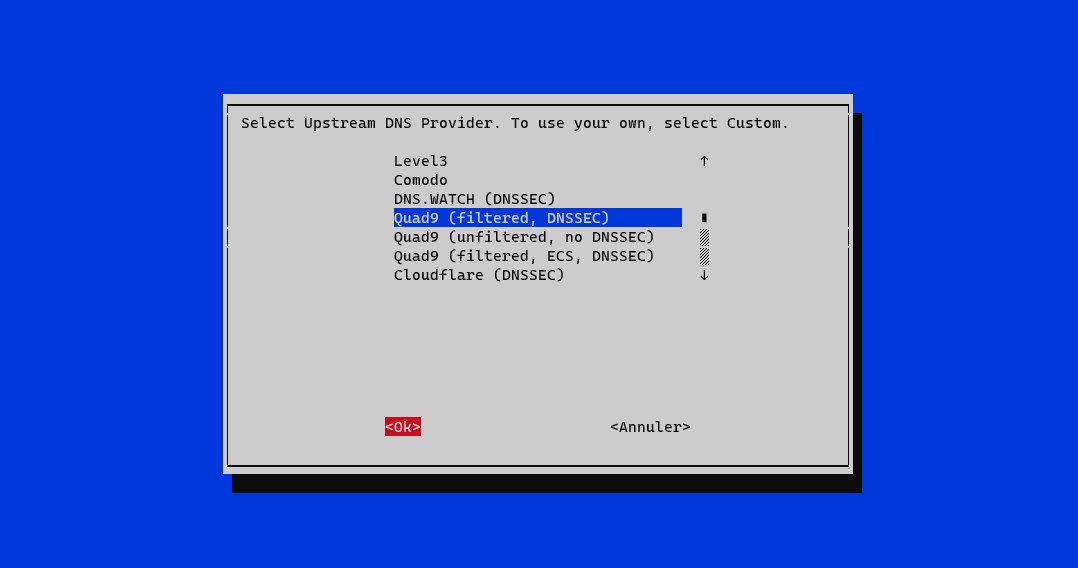 Select Upstream DNS Provider. To use your own, select Custom.
Level3
Comodo
DNS.WATCH (DNSSEC)
Quad9 (filtered, DNSSEC)
Quad9 (unfiltered, no DNSSEC)
Quad9 (filtered, ECS, DNSSEC)
Cloudflare (DNSSEC)
<Ok> <Annuler>